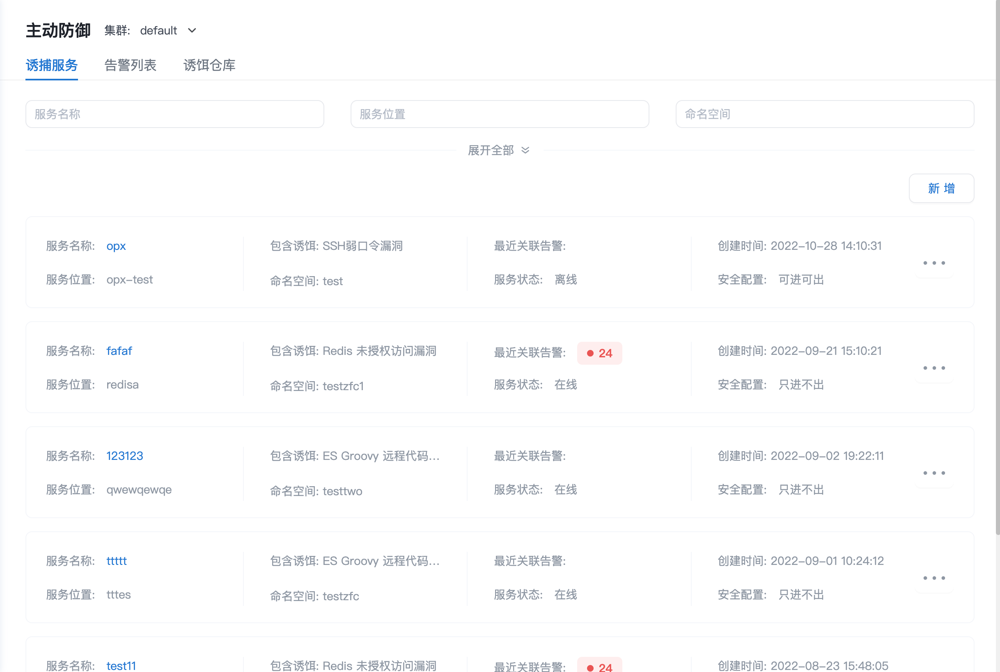 主动防御 集群: default
诱捕服务 告警列表 诱饵仓库
服务名称 服务位置 命名空间
展开全部
新 增
服务名称: opx 包含诱饵: SSH弱口令漏洞 最近关联告警: 创建时间: 2022-10-28 14:10:31
服务位置: opx-test 命名空间: test 服务状态: 离线 安全配置: 可进可出
服务名称: fafaf 包含诱饵: Redis 未授权访问漏洞 最近关联告警: 24 创建时间: 2022-09-21 15:10:21
服务位置: redisa 命名空间: testzfc1 服务状态: 在线 安全配置: 只进不出
服务名称: 123123 包含诱饵: ES Groovy 远程代码... 最近关联告警: 创建时间: 2022-09-02 19:22:11
服务位置: qwewqewqe 命名空间: testtwo 服务状态: 在线 安全配置: 只进不出
服务名称: ttttt 包含诱饵: ES Groovy 远程代码... 最近关联告警: 创建时间: 2022-09-01 10:24:12
服务位置: tttes 命名空间: testzfc 服务状态: 在线 安全配置: 只进不出
服务名称: test11 包含诱饵: Redis 未授权访问漏洞 最近关联告警: 24 创建时间: 2022-08-23 15:48:05